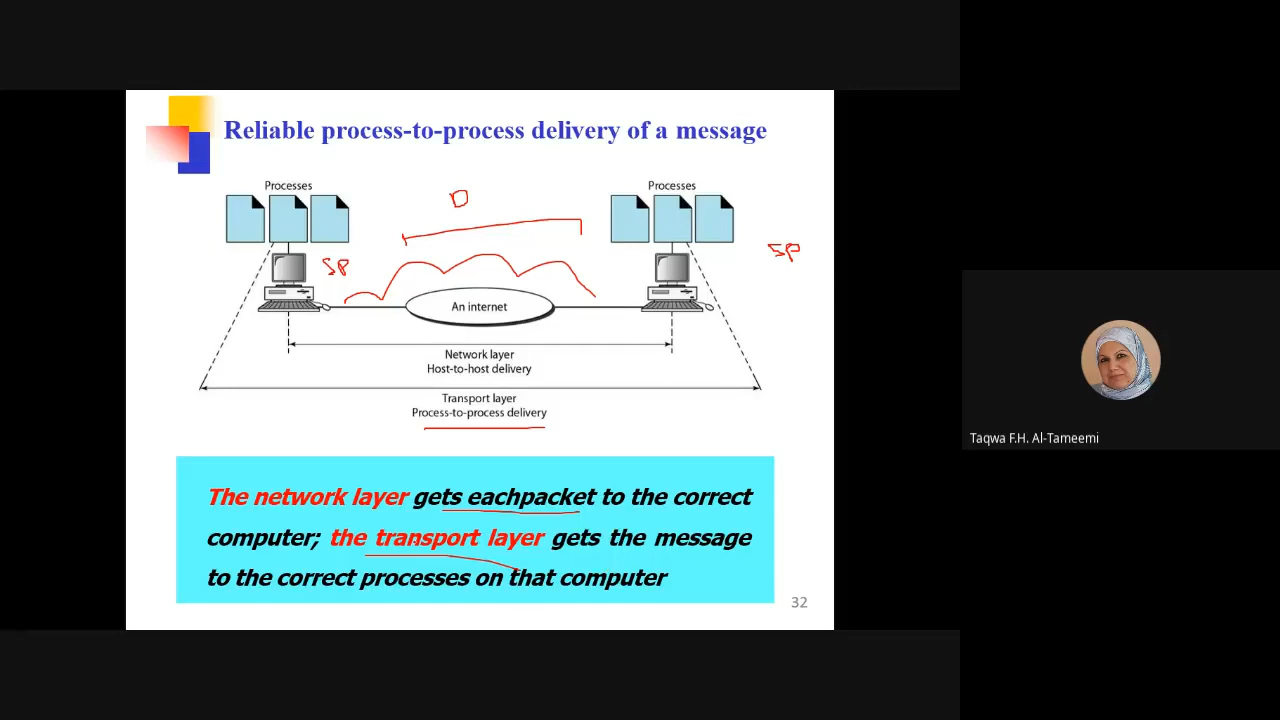 Reliable process-to-process delivery of a message
Processes
Processes
D
SP
SP
An internet
Network layer
Host-to-host delivery
Transport layer
Process-to-process delivery
The network layer gets eachpacket to the correct
computer; the transport layer gets the message
to the correct processes on that computer
32
Taqwa F.H. Al-Tameemi